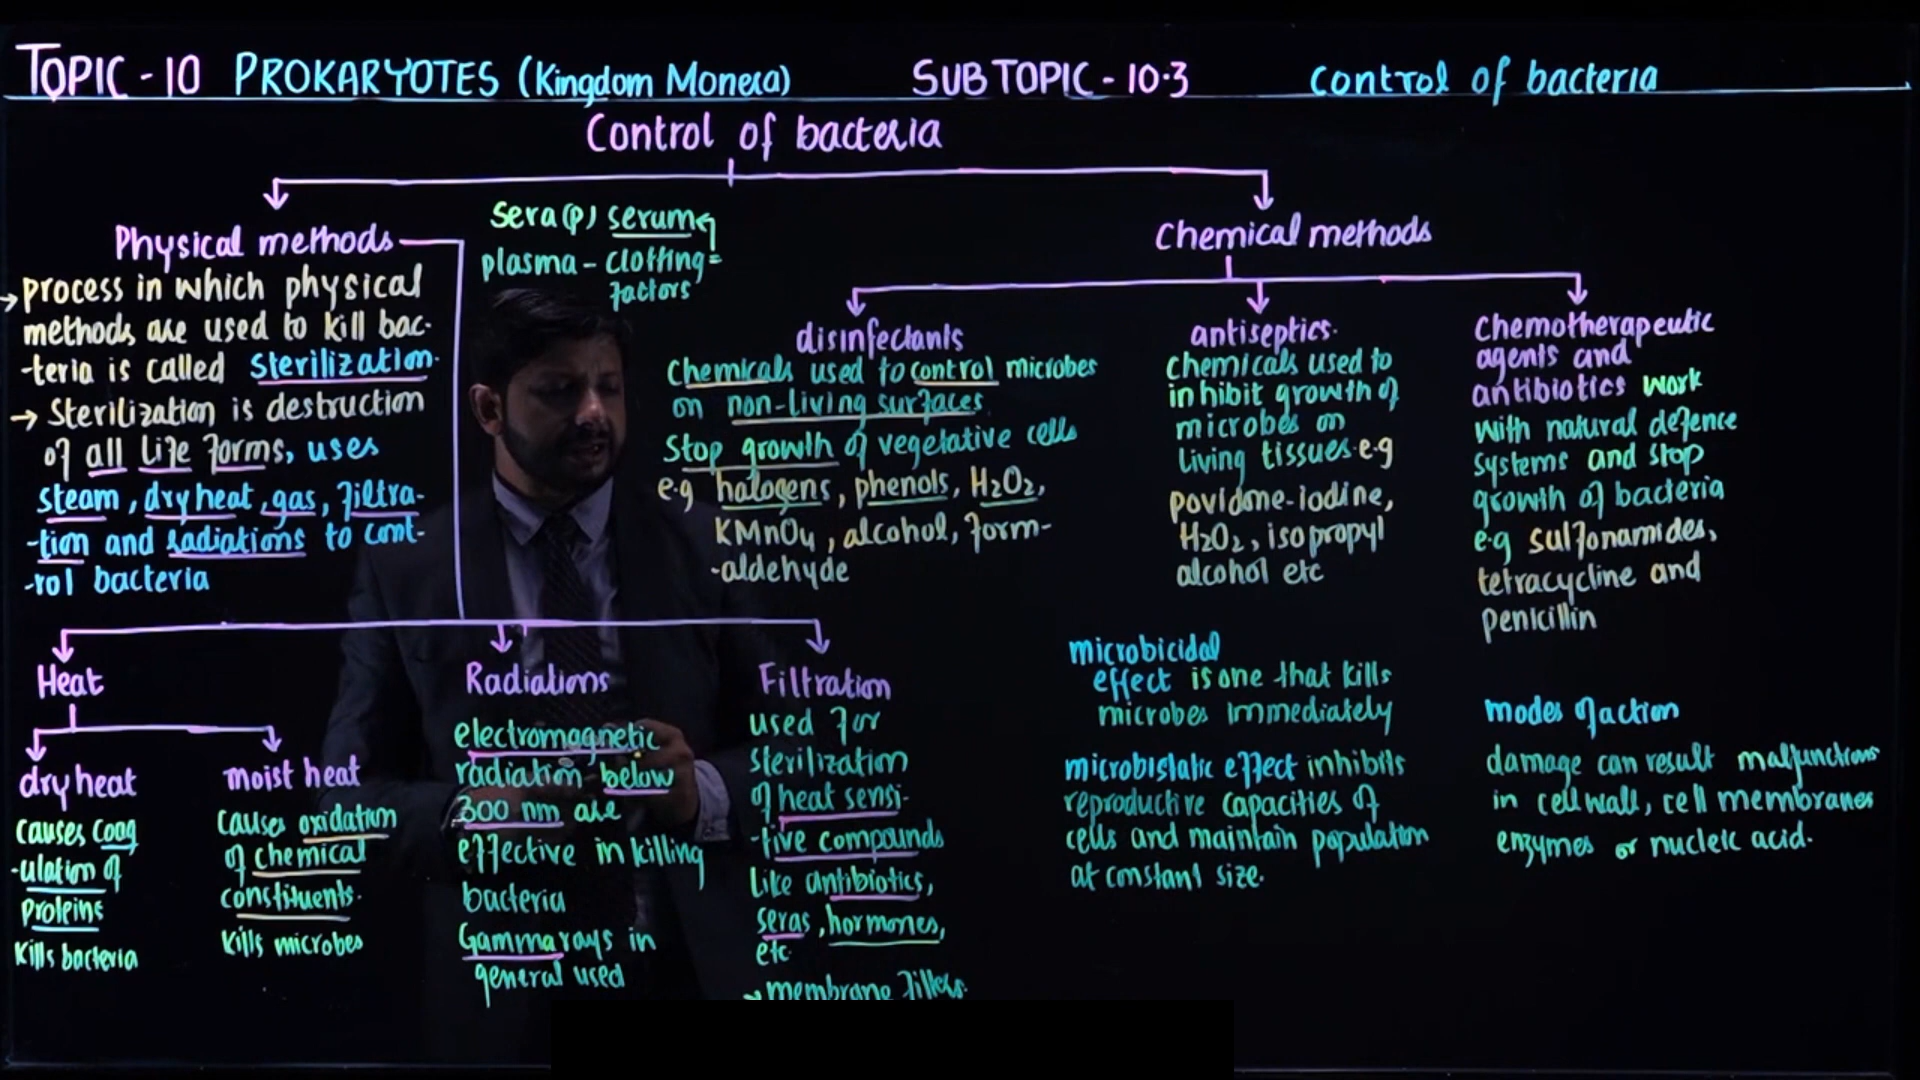 TOPIC - 10 PROKARYOTES (Kingdom Monera) SUBTOPIC - 10.3 control of bacteria
Control of bacteria
Physical methods
→ process in which physical
methods are used to kill bac-
-teria is called sterilization.
→ Sterilization is destruction
of all life forms, uses
steam, dry heat, gas, filtra-
-tion and radiations to cont-
-rol bacteria
Sera(p) serum
plasma - clotting =
factors
Chemical methods
disinfectants
Chemicals used to control microbes
on non-living surfaces.
Stop growth of vegetative cells
e.g halogens, phenols, H₂O₂,
KMnO₄, alcohol, form-
-aldehyde
antiseptics.
chemicals used to
inhibit growth of
microbes on
living tissues e.g
povidone-iodine,
H₂O₂, isopropyl
alcohol etc
Chemotherapeutic
agents and
antibiotics work
with natural defence
systems and stop
growth of bacteria
e.g sulfonamides,
tetracycline and
penicillin
Heat
dry heat
causes coag
-ulation of
proteins
kills bacteria
moist heat
causes oxidation
of chemical
constituents.
kills microbes
Radiations
electromagnetic
radiation below
300 nm are
effective in killing
bacteria
Gamma rays in
general used
Filtration
used for
sterilization
of heat sensi-
-tive compounds
like antibiotics,
seras, hormones,
etc
→ membrane filters.
microbicidal
effect is one that kills
microbes immediately
microbistatic effect inhibits
reproductive capacities of
cells and maintain population
at constant size.
modes of action
damage can result malfunctions
in cell wall, cell membranes
enzymes or nucleic acid.